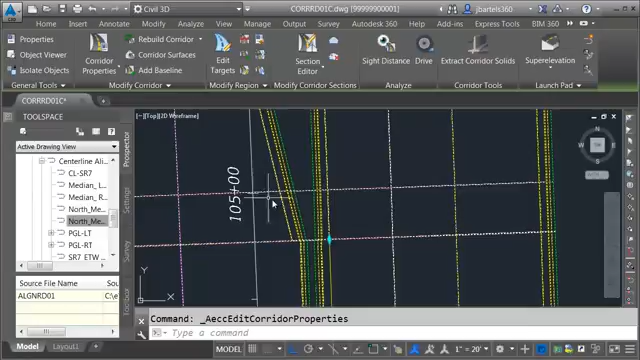 CORRRD01C.dwg [99999900001]
Civil 3D
jbartels360
Home
Insert
Annotate
Modify
Analyze
View
Manage
Output
Survey
Autodesk 360
Help
Add-ins
Express Tools
BIM 360
Properties
Object Viewer
Isolate Objects
General Tools
Corridor Properties
Rebuild Corridor
Corridor Surfaces
Add Baseline
Modify Corridor
Edit Targets
Section Editor
Modify Corridor Sections
Sight Distance
Drive
Analyze
Extract Corridor Solids
Corridor Tools
Superelevation
Launch Pad
CORRRD01C*
TOOLSPACE
Active Drawing View
Centerline Ali...
CL-SR7
Median_L...
Median_R...
North_Me...
North_Me...
PGL-LT
PGL-RT
SR7_ETW
Source File Name
Source
ALGNRD01
C:\e
Prospector
Settings
Survey
Toolbox
[−][Top][2D Wireframe]
105+00
N
W
TOP
E
S
Y
X
Command: _AeccEditCorridorProperties
Type a command
Model
Layout1
MODEL
1" = 20'